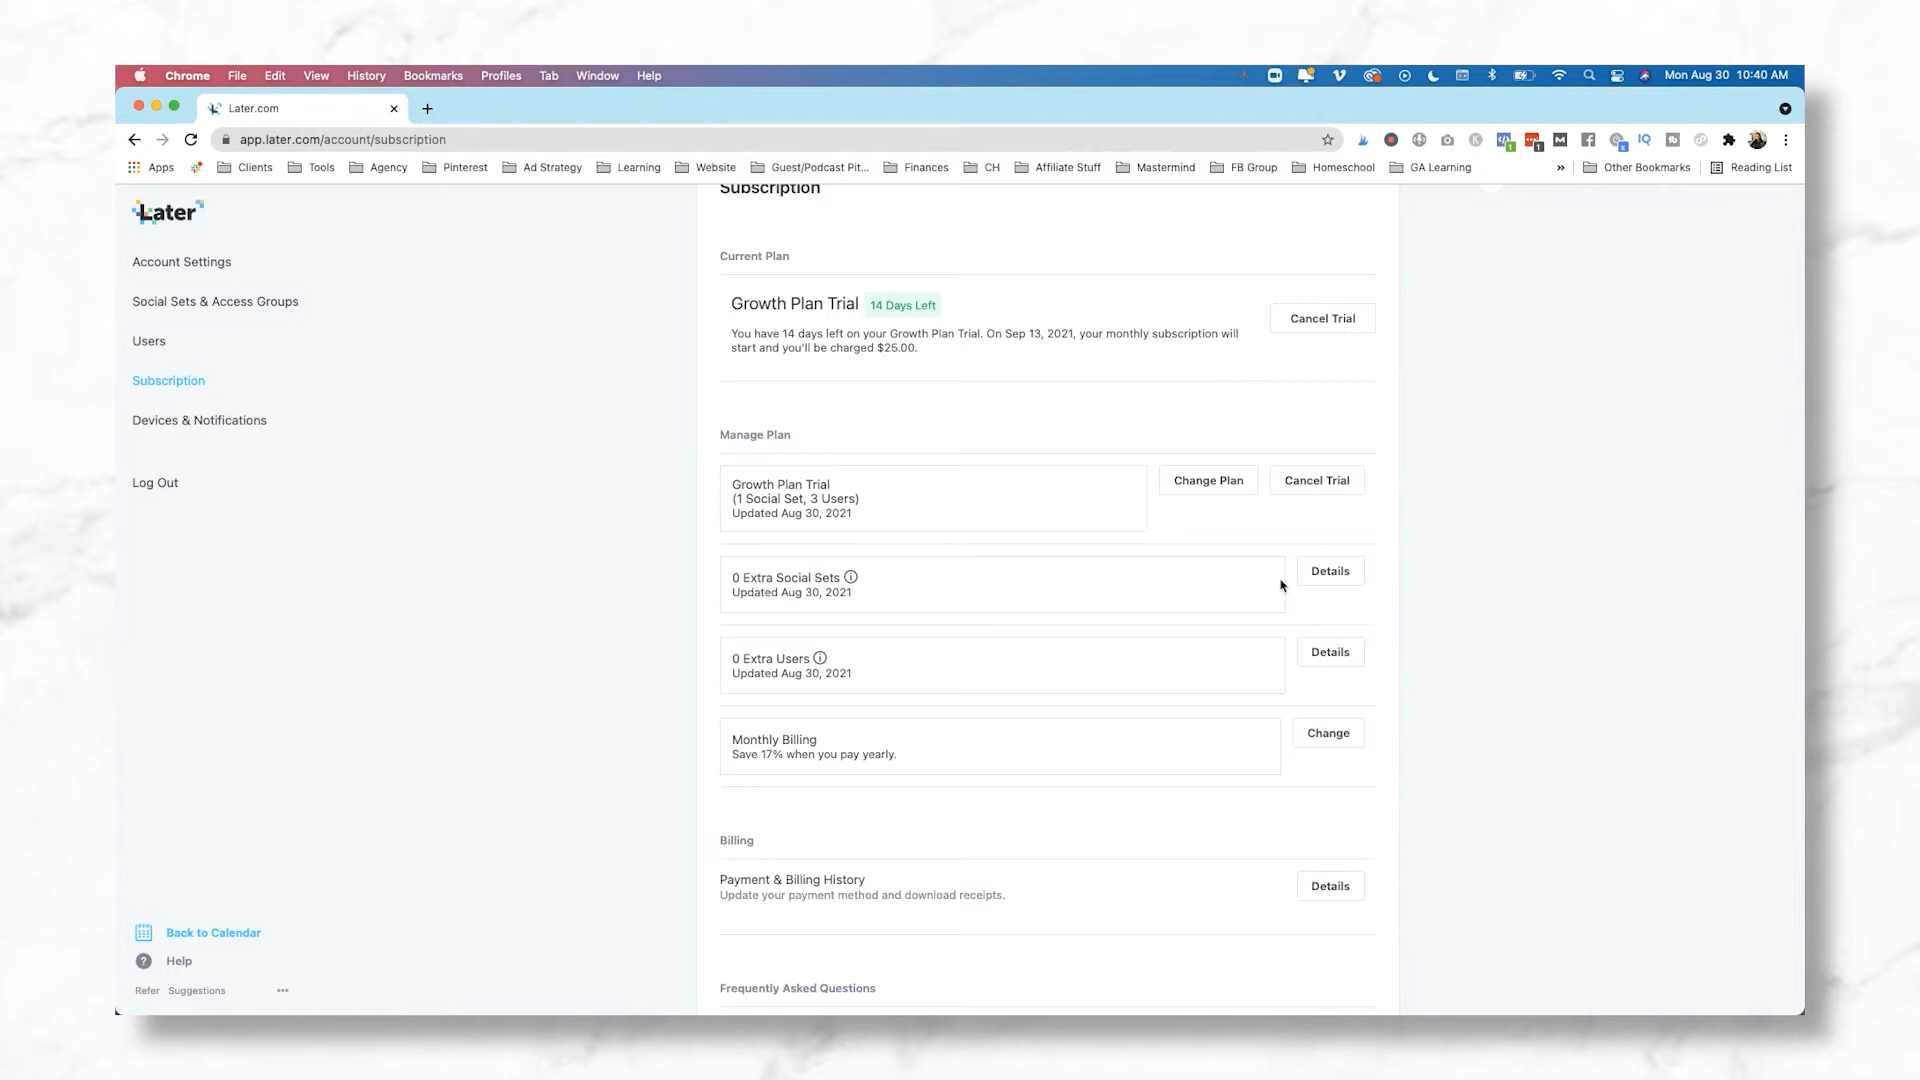 Chrome File Edit View History Bookmarks Profiles Tab Window Help Mon Aug 30 10:40 AM
Later.com
app.later.com/account/subscription
Apps Clients Tools Agency Pinterest Ad Strategy Learning Website Guest/Podcast Pit... Finances CH Affiliate Stuff Mastermind FB Group Homeschool GA Learning » Other Bookmarks Reading List
Later
Account Settings
Social Sets & Access Groups
Users
Subscription
Devices & Notifications
Log Out
Back to Calendar
Help
Refer Suggestions
Subscription
Current Plan
Growth Plan Trial 14 Days Left
You have 14 days left on your Growth Plan Trial. On Sep 13, 2021, your monthly subscription will
start and you'll be charged $25.00.
Cancel Trial
Manage Plan
Growth Plan Trial
(1 Social Set, 3 Users)
Updated Aug 30, 2021
Change Plan
Cancel Trial
0 Extra Social Sets
Updated Aug 30, 2021
Details
0 Extra Users
Updated Aug 30, 2021
Details
Monthly Billing
Save 17% when you pay yearly.
Change
Billing
Payment & Billing History
Update your payment method and download receipts.
Details
Frequently Asked Questions